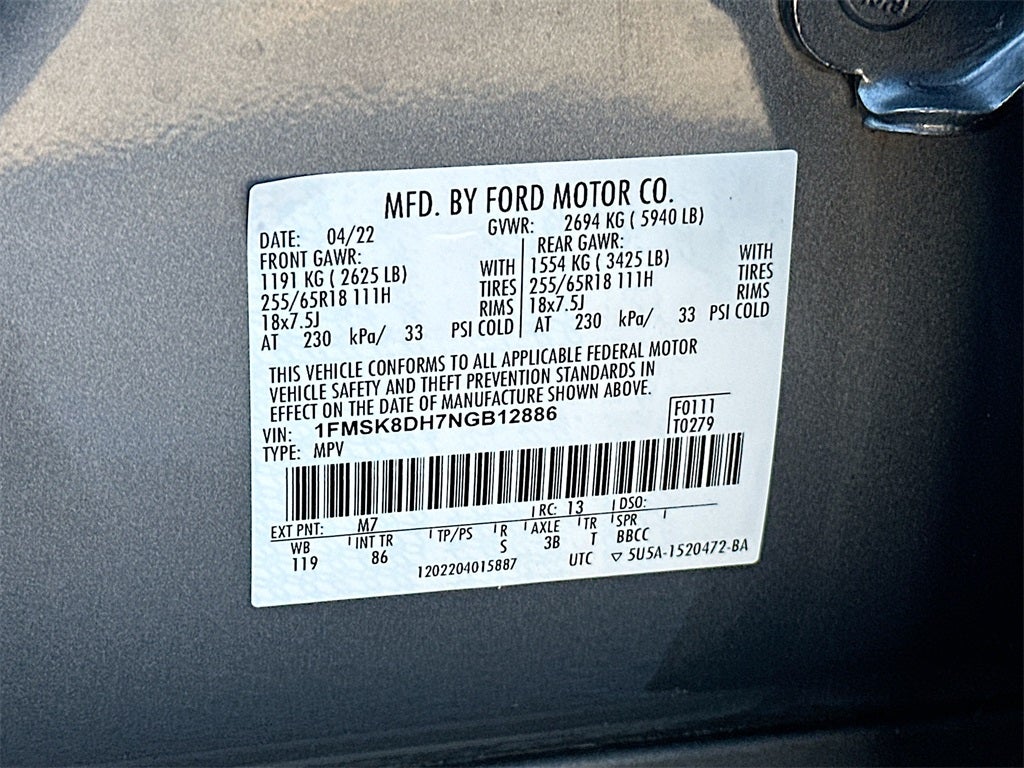 MFD. BY FORD MOTOR CO.
DATE: 04/22 GVWR: 2694 KG ( 5940 LB)
FRONT GAWR: REAR GAWR:
1191 KG ( 2625 LB) WITH 1554 KG ( 3425 LB) WITH
255/65R18 111H TIRES 255/65R18 111H TIRES
18x7.5J RIMS 18x7.5J RIMS
AT 230 kPa/ 33 PSI COLD AT 230 kPa/ 33 PSI COLD
THIS VEHICLE CONFORMS TO ALL APPLICABLE FEDERAL MOTOR
VEHICLE SAFETY AND THEFT PREVENTION STANDARDS IN
EFFECT ON THE DATE OF MANUFACTURE SHOWN ABOVE.
VIN: 1FMSK8DH7NGB12886 F0111
TYPE: MPV T0279
EXT PNT: M7 RC: 13 DSO:
WB INT TR TP/PS R AXLE TR SPR
119 86 S 3B T BBCC
1202204015887 UTC ▽ 5U5A-1520472-BA